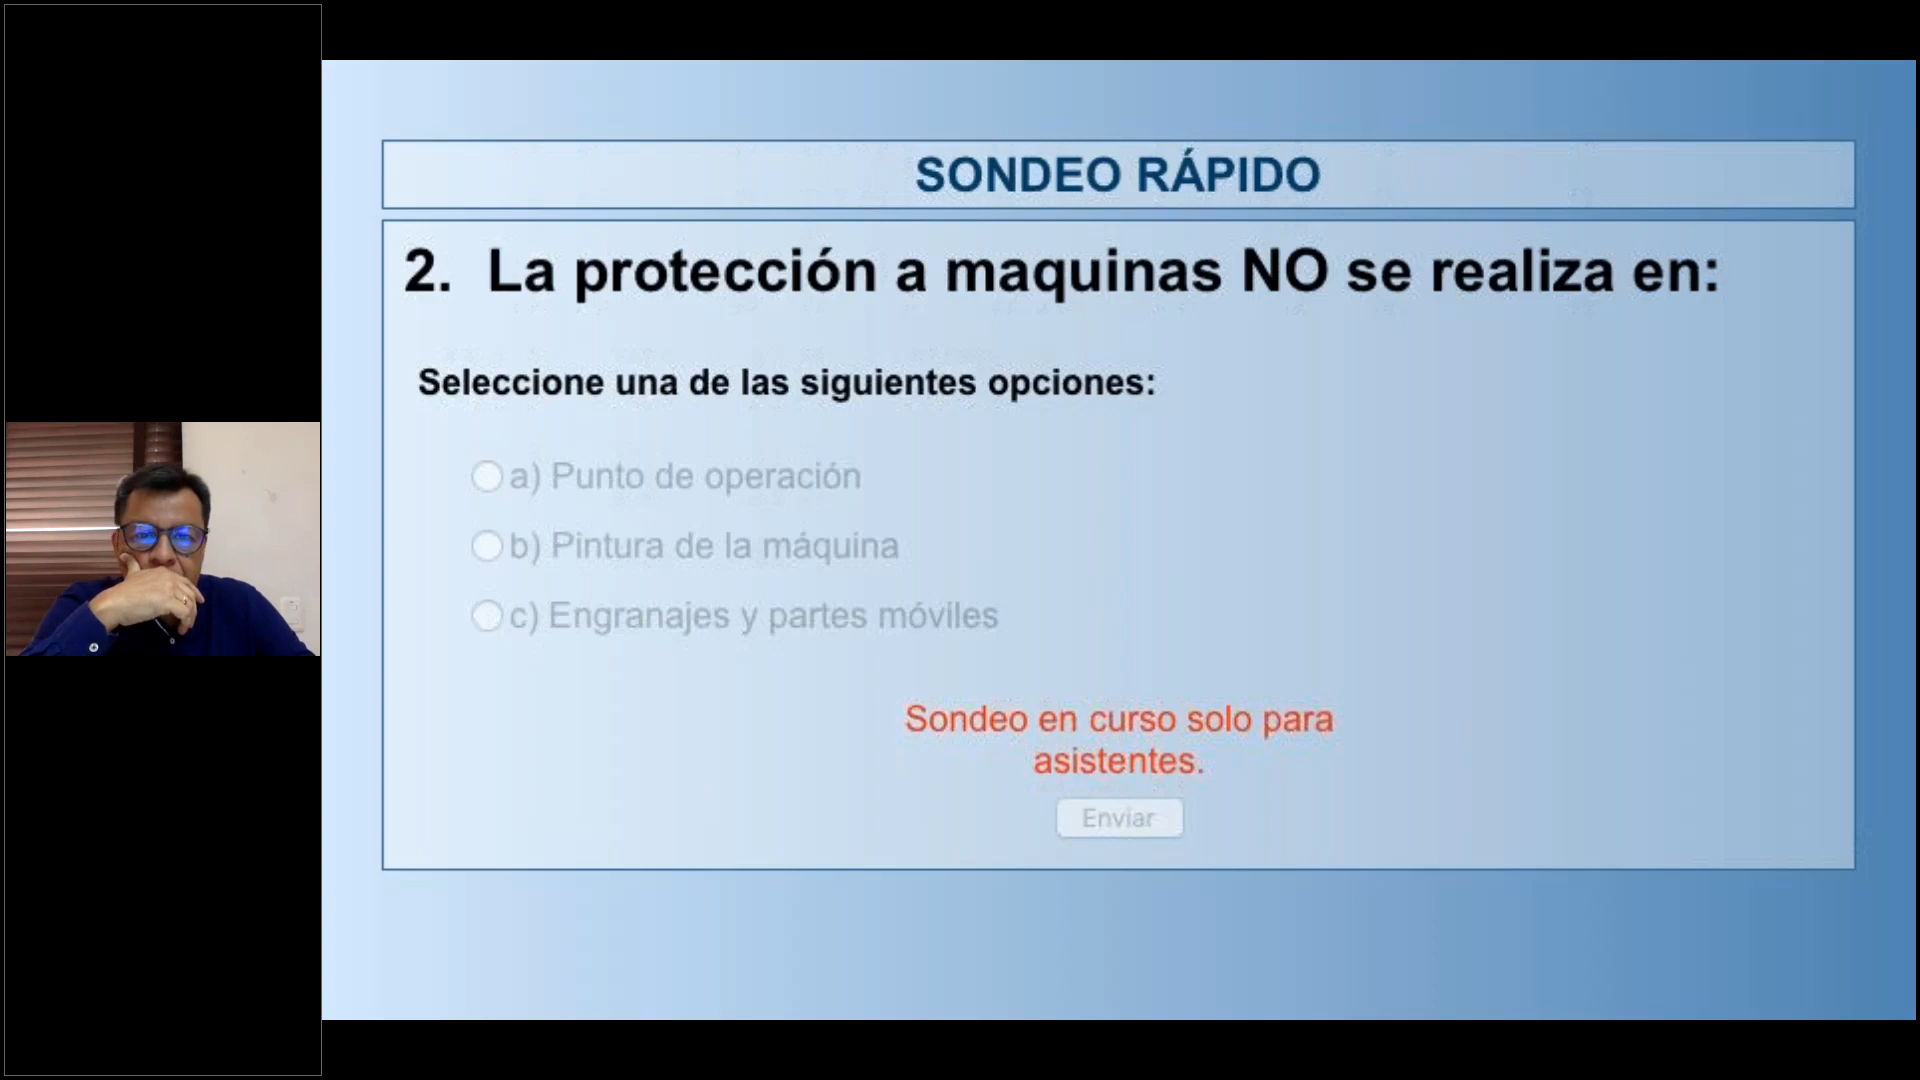 SONDEO RÁPIDO
2. La protección a maquinas NO se realiza en:
Seleccione una de las siguientes opciones:
a) Punto de operación
b) Pintura de la máquina
c) Engranajes y partes móviles
Sondeo en curso solo para
asistentes.
Enviar